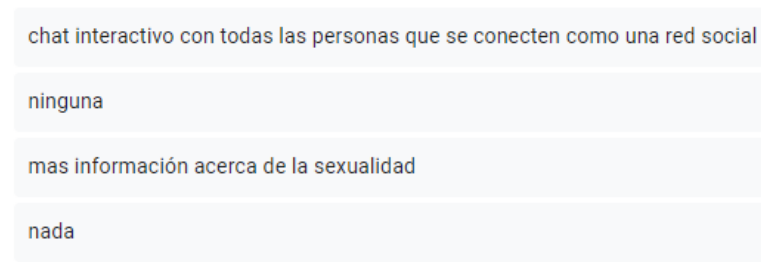 chat interactivo con todas las personas que se conecten como una red social
ninguna
mas información acerca de la sexualidad
nada